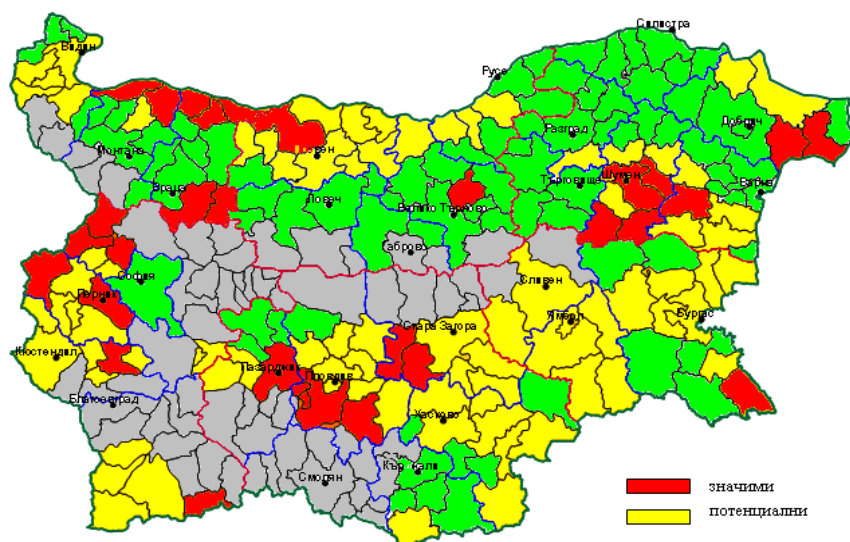 Силистра
Видин
Русе
Добрич
Разград
Плевен
Монтана
Шумен
Търговище
Варна
Враца
Ловач
Велико Търново
Габрово
София
Сливен
Перник
Бургас
Ямбол
Стара Загора
Кюстендил
Пазарджик
Пловдив
Благоевград
Хасково
Кърджали
Смолян
значими
потенциални